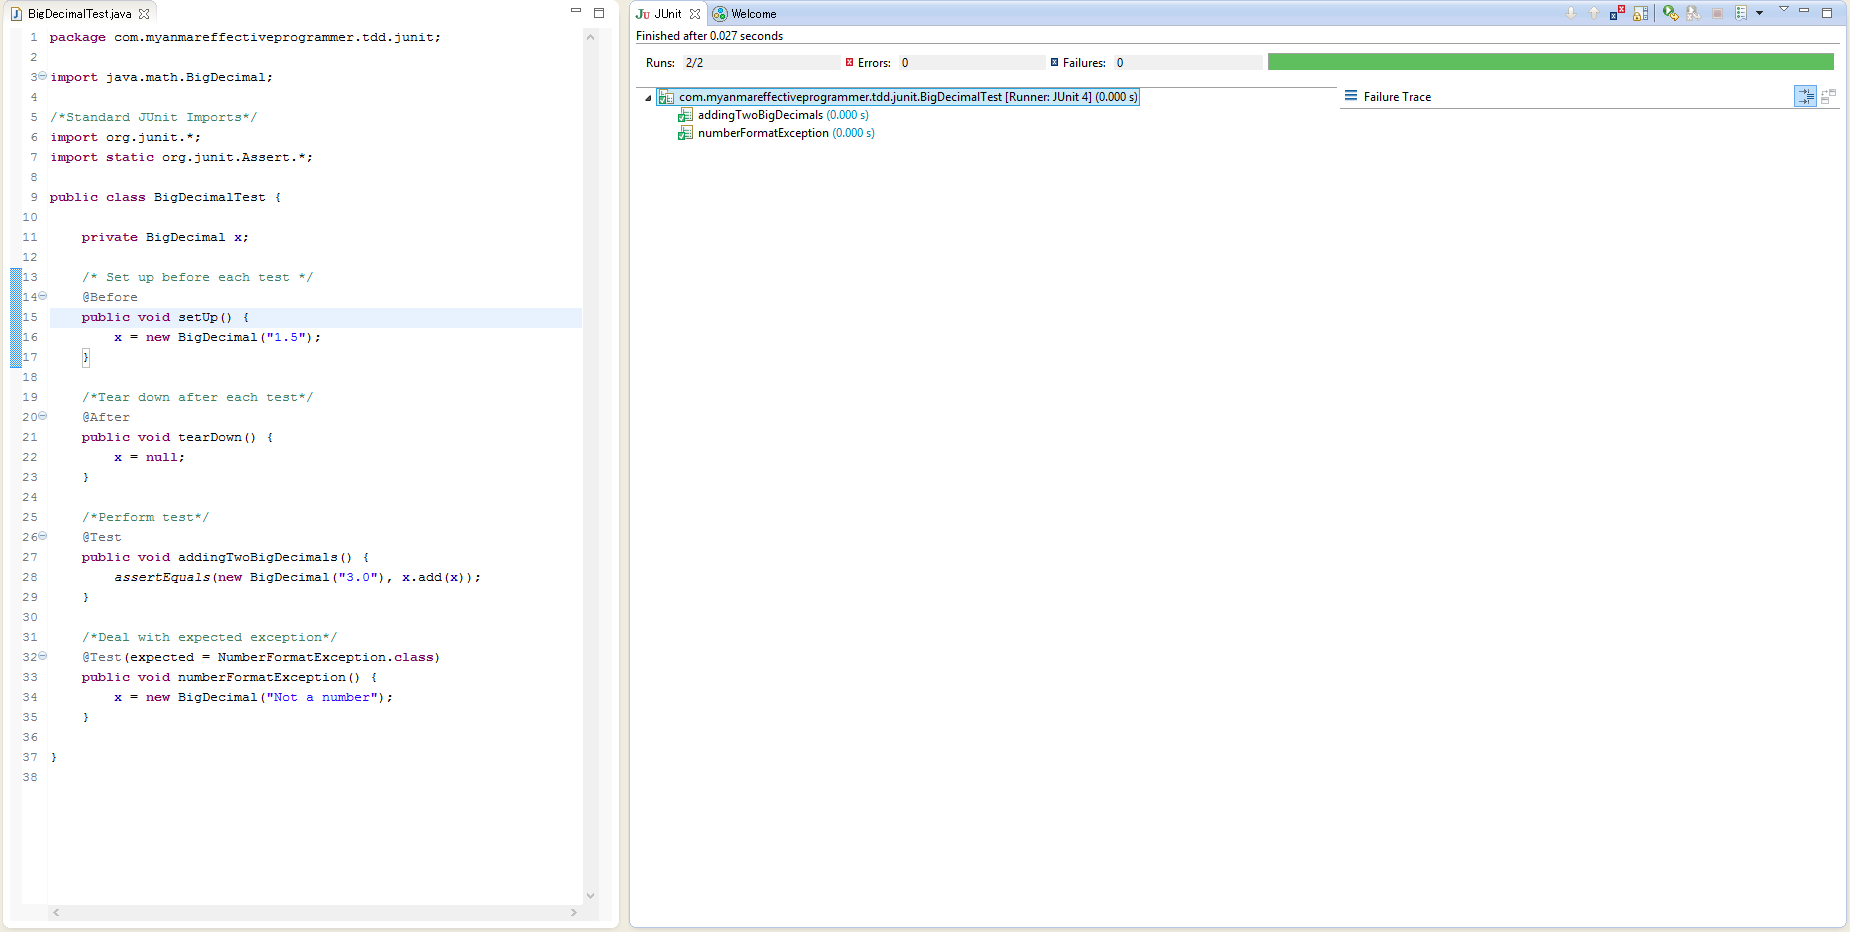 BigDecimalTest.java
1 package com.myanmareffectiveprogrammer.tdd.junit;
2
3 import java.math.BigDecimal;
4
5 /*Standard JUnit Imports*/
6 import org.junit.*;
7 import static org.junit.Assert.*;
8
9 public class BigDecimalTest {
10
11     private BigDecimal x;
12
13     /* Set up before each test */
14     @Before
15     public void setUp() {
16         x = new BigDecimal("1.5");
17     }
18
19     /*Tear down after each test*/
20     @After
21     public void tearDown() {
22         x = null;
23     }
24
25     /*Perform test*/
26     @Test
27     public void addingTwoBigDecimals() {
28         assertEquals(new BigDecimal("3.0"), x.add(x));
29     }
30
31     /*Deal with expected exception*/
32     @Test(expected = NumberFormatException.class)
33     public void numberFormatException() {
34         x = new BigDecimal("Not a number");
35     }
36
37 }
38
JUnit Welcome
Finished after 0.027 seconds
Runs: 2/2 Errors: 0 Failures: 0
com.myanmareffectiveprogrammer.tdd.junit.BigDecimalTest [Runner: JUnit 4] (0.000 s)
addingTwoBigDecimals (0.000 s)
numberFormatException (0.000 s)
Failure Trace